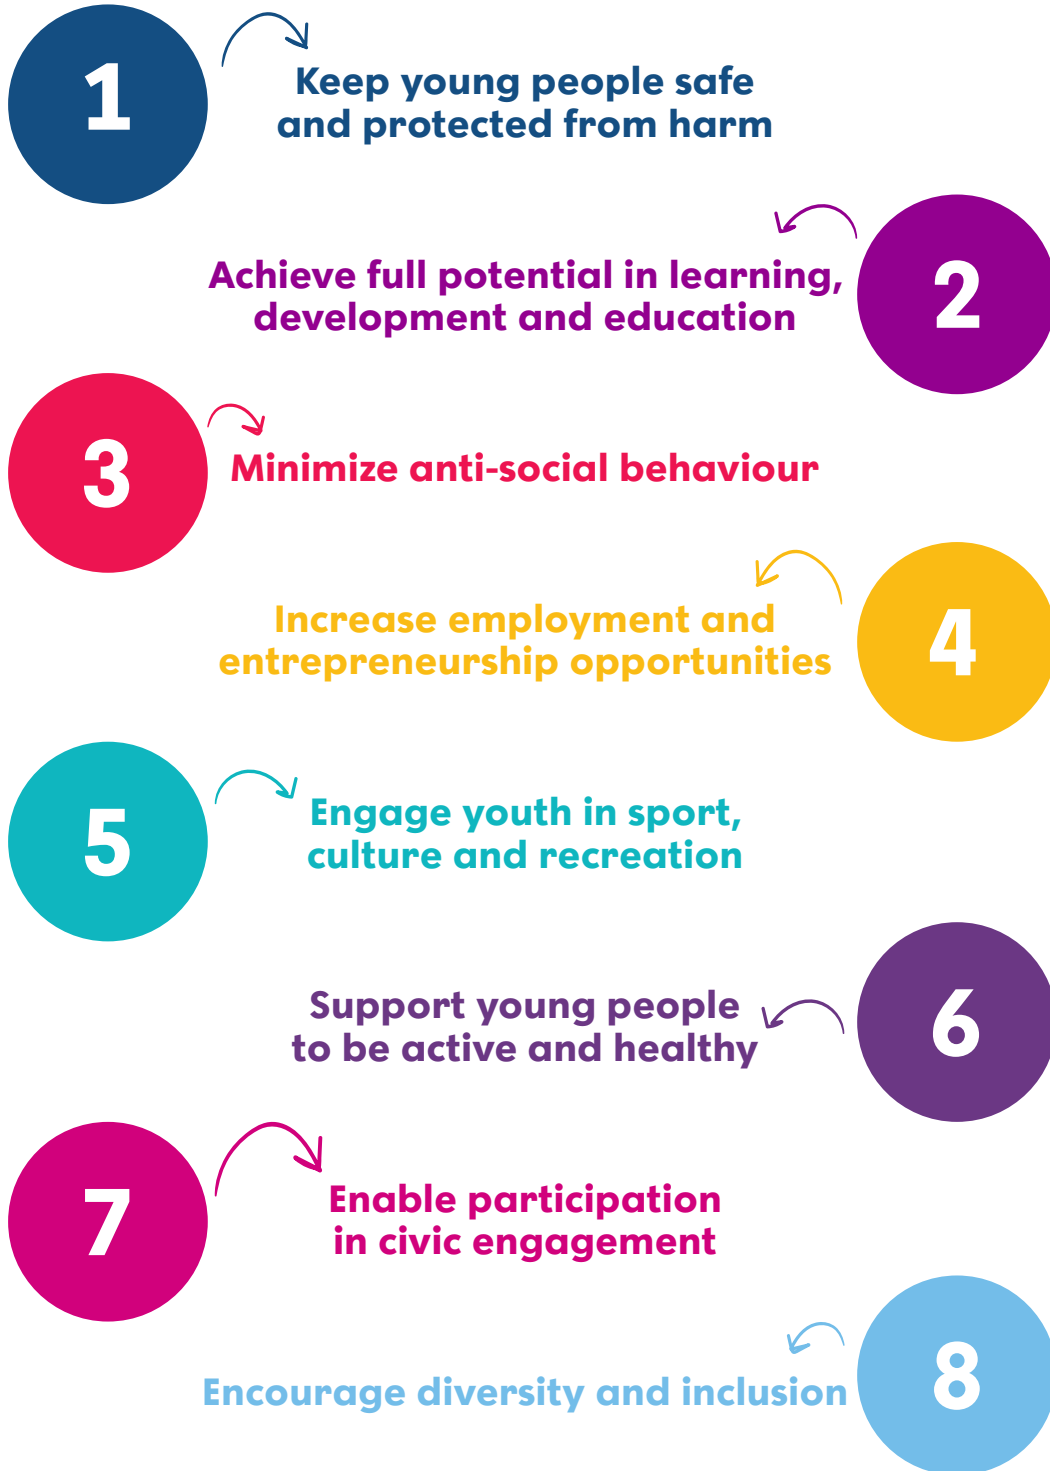 1
Keep young people safe
and protected from harm
2
Achieve full potential in learning,
development and education
3
Minimize anti-social behaviour
4
Increase employment and
entrepreneurship opportunities
5
Engage youth in sport,
culture and recreation
6
Support young people
to be active and healthy
7
Enable participation
in civic engagement
8
Encourage diversity and inclusion